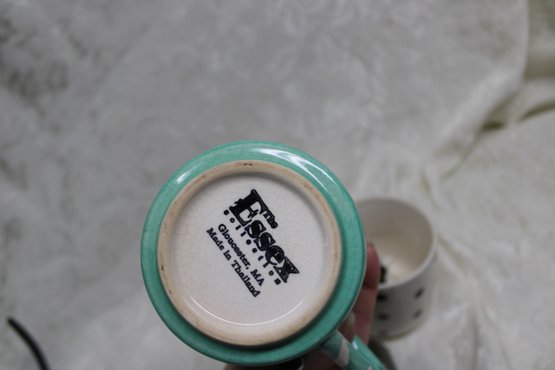 The
Essex
collection
Gloucester, MA
Made in Thailand